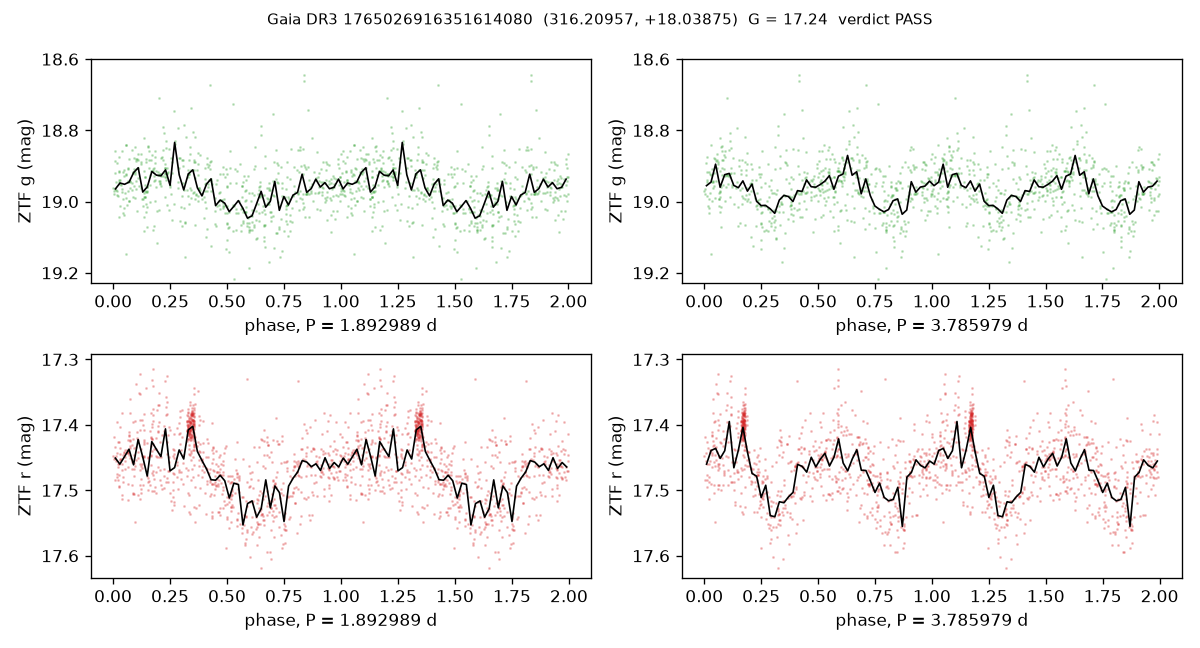 Gaia DR3 1765026916351614080  (316.20957, +18.03875)  G = 17.24  verdict PASS
ZTF g (mag)
18.6
18.8
19.0
19.2
0.00 0.25 0.50 0.75 1.00 1.25 1.50 1.75 2.00
phase, P = 1.892989 d
ZTF g (mag)
18.6
18.8
19.0
19.2
0.00 0.25 0.50 0.75 1.00 1.25 1.50 1.75 2.00
phase, P = 3.785979 d
ZTF r (mag)
17.3
17.4
17.5
17.6
0.00 0.25 0.50 0.75 1.00 1.25 1.50 1.75 2.00
phase, P = 1.892989 d
ZTF r (mag)
17.3
17.4
17.5
17.6
0.00 0.25 0.50 0.75 1.00 1.25 1.50 1.75 2.00
phase, P = 3.785979 d